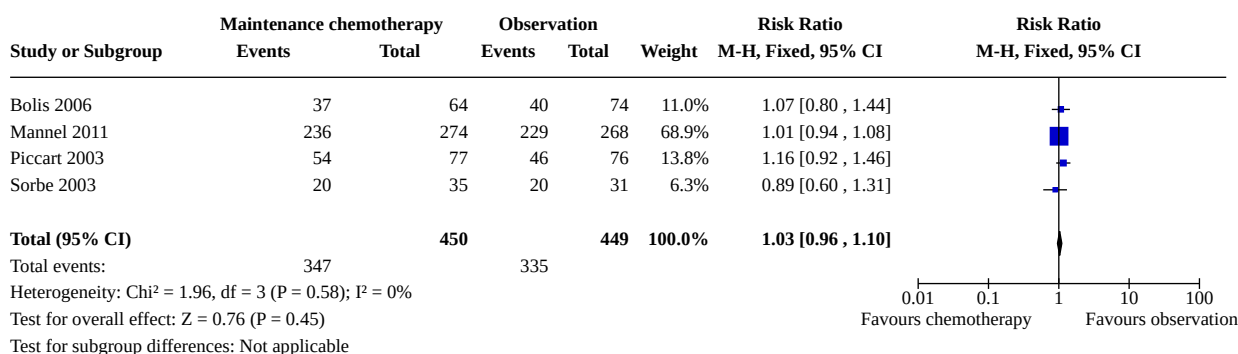 Maintenance chemotherapy Observation Risk Ratio Risk Ratio
Study or Subgroup Events Total Events Total Weight M-H, Fixed, 95% CI M-H, Fixed, 95% CI
Bolis 2006 37 64 40 74 11.0% 1.07 [0.80 , 1.44]
Mannel 2011 236 274 229 268 68.9% 1.01 [0.94 , 1.08]
Piccart 2003 54 77 46 76 13.8% 1.16 [0.92 , 1.46]
Sorbe 2003 20 35 20 31 6.3% 0.89 [0.60 , 1.31]
Total (95% CI) 450 449 100.0% 1.03 [0.96 , 1.10]
Total events: 347 335
Heterogeneity: Chi² = 1.96, df = 3 (P = 0.58); I² = 0%
0.01 0.1 1 10 100
Test for overall effect: Z = 0.76 (P = 0.45)
Favours chemotherapy Favours observation
Test for subgroup differences: Not applicable